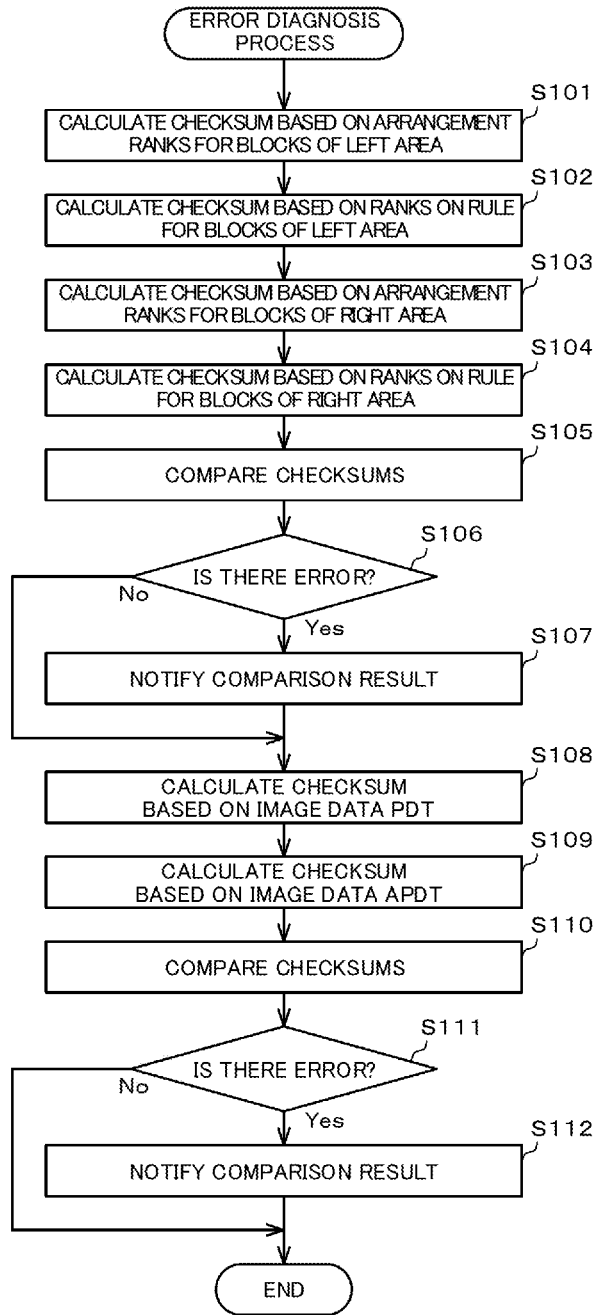 ERROR DIAGNOSIS
PROCESS
S101
CALCULATE CHECKSUM BASED ON ARRANGEMENT
RANKS FOR BLOCKS OF LEFT AREA
S102
CALCULATE CHECKSUM BASED ON RANKS ON RULE
FOR BLOCKS OF LEFT AREA
S103
CALCULATE CHECKSUM BASED ON ARRANGEMENT
RANKS FOR BLOCKS OF RIGHT AREA
S104
CALCULATE CHECKSUM BASED ON RANKS ON RULE
FOR BLOCKS OF RIGHT AREA
S105
COMPARE CHECKSUMS
S106
IS THERE ERROR?
No
Yes
S107
NOTIFY COMPARISON RESULT
S108
CALCULATE CHECKSUM
BASED ON IMAGE DATA PDT
S109
CALCULATE CHECKSUM
BASED ON IMAGE DATA APDT
S110
COMPARE CHECKSUMS
S111
IS THERE ERROR?
No
Yes
S112
NOTIFY COMPARISON RESULT
END